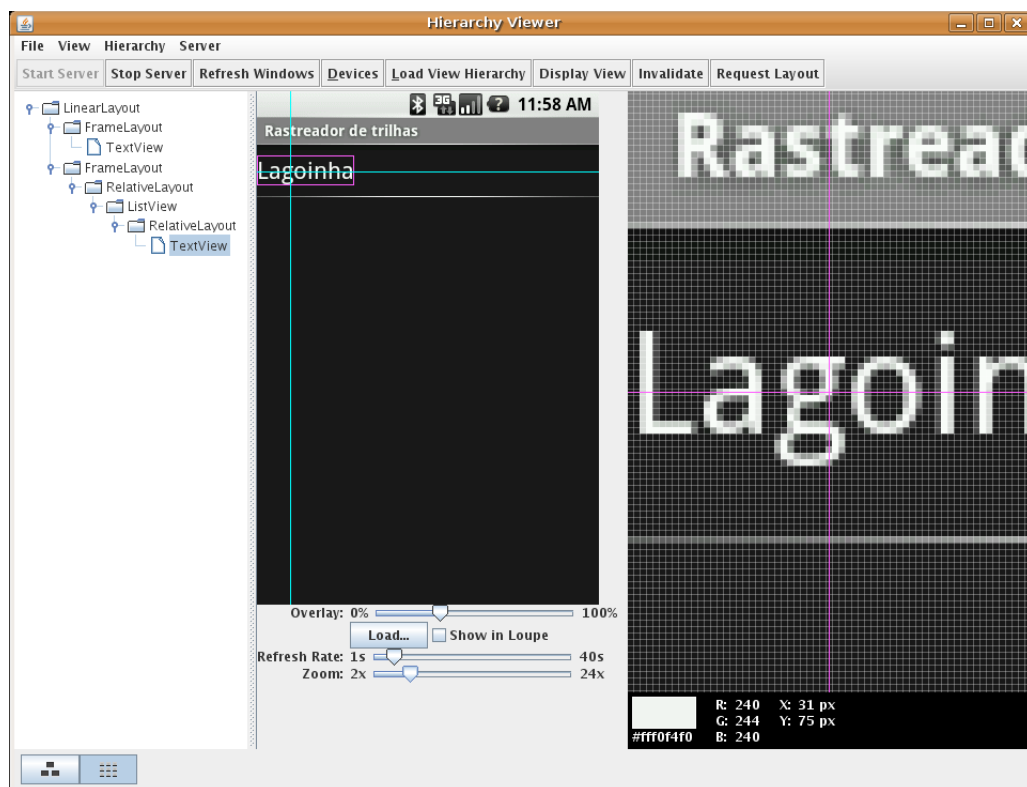 Hierarchy Viewer
File View Hierarchy Server
Start Server Stop Server Refresh Windows Devices Load View Hierarchy Display View Invalidate Request Layout
LinearLayout
FrameLayout
TextView
FrameLayout
RelativeLayout
ListView
RelativeLayout
TextView
3G 11:58 AM
Rastreador de trilhas
Lagoinha
Overlay: 0% 100%
Load... Show in Loupe
Refresh Rate: 1s 40s
Zoom: 2x 24x
Rastread
Lagoin
R: 240 X: 31 px
G: 244 Y: 75 px
#fff0f4f0 B: 240